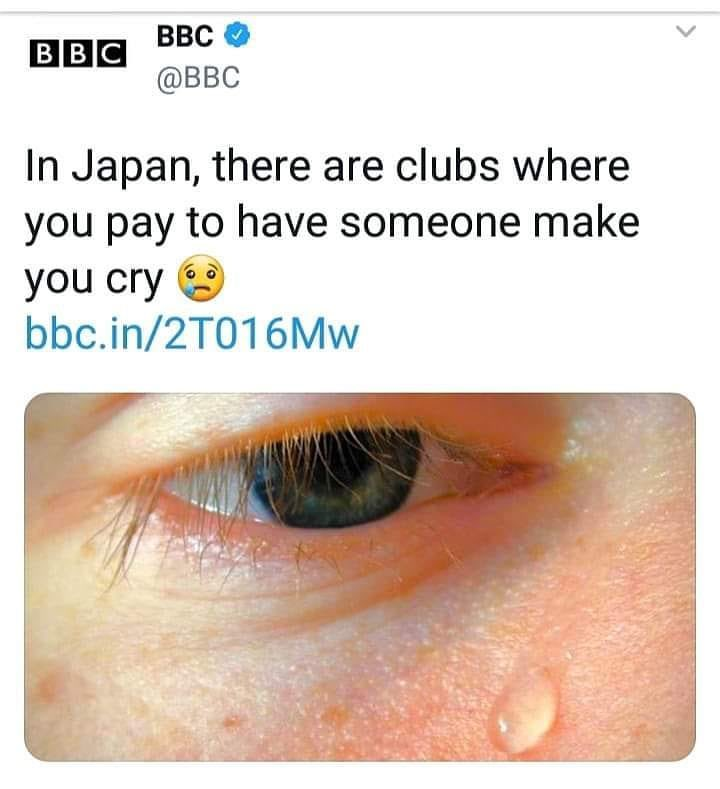 BBC
BBC
@BBC
In Japan, there are clubs where
you pay to have someone make
you cry 😢
bbc.in/2T016Mw